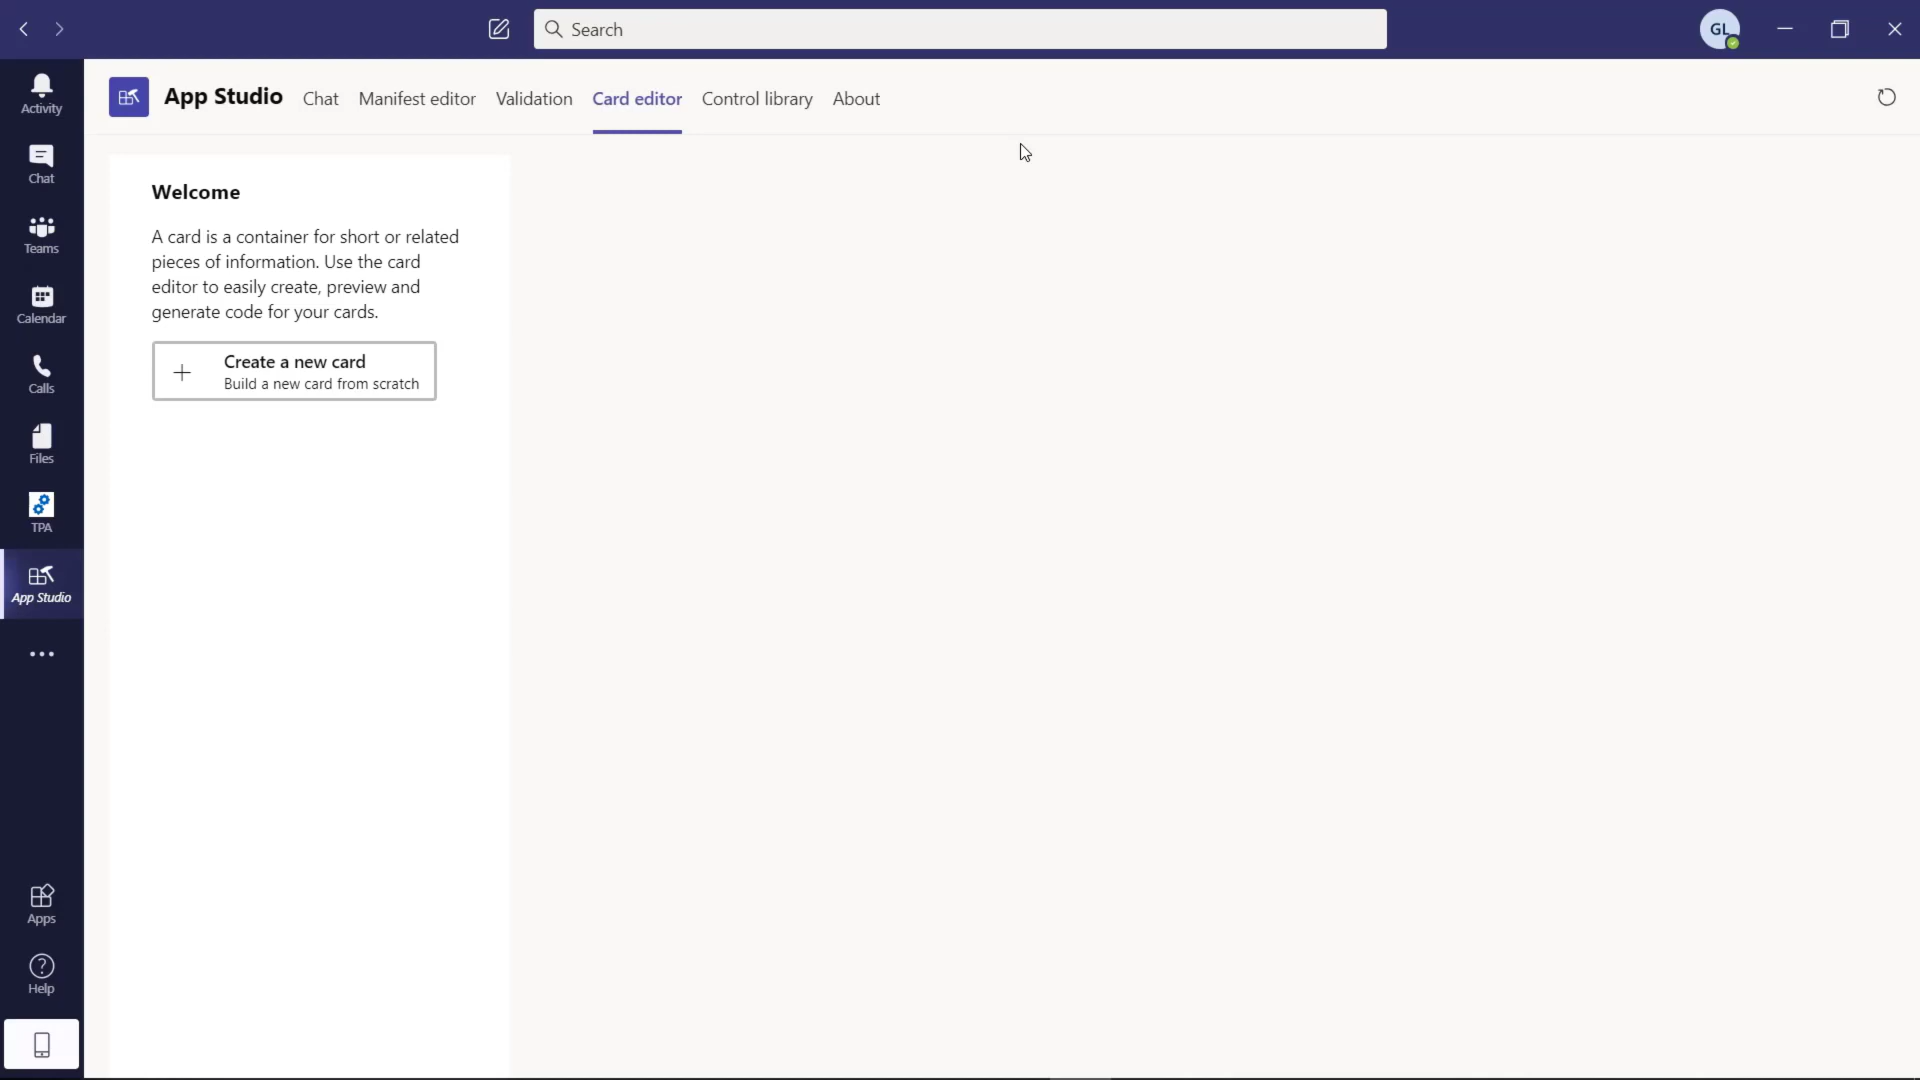 Search
GL
Activity
Chat
Teams
Calendar
Calls
Files
TPA
App Studio
Apps
Help
App Studio
Chat
Manifest editor
Validation
Card editor
Control library
About
Welcome
A card is a container for short or related
pieces of information. Use the card
editor to easily create, preview and
generate code for your cards.
Create a new card
Build a new card from scratch